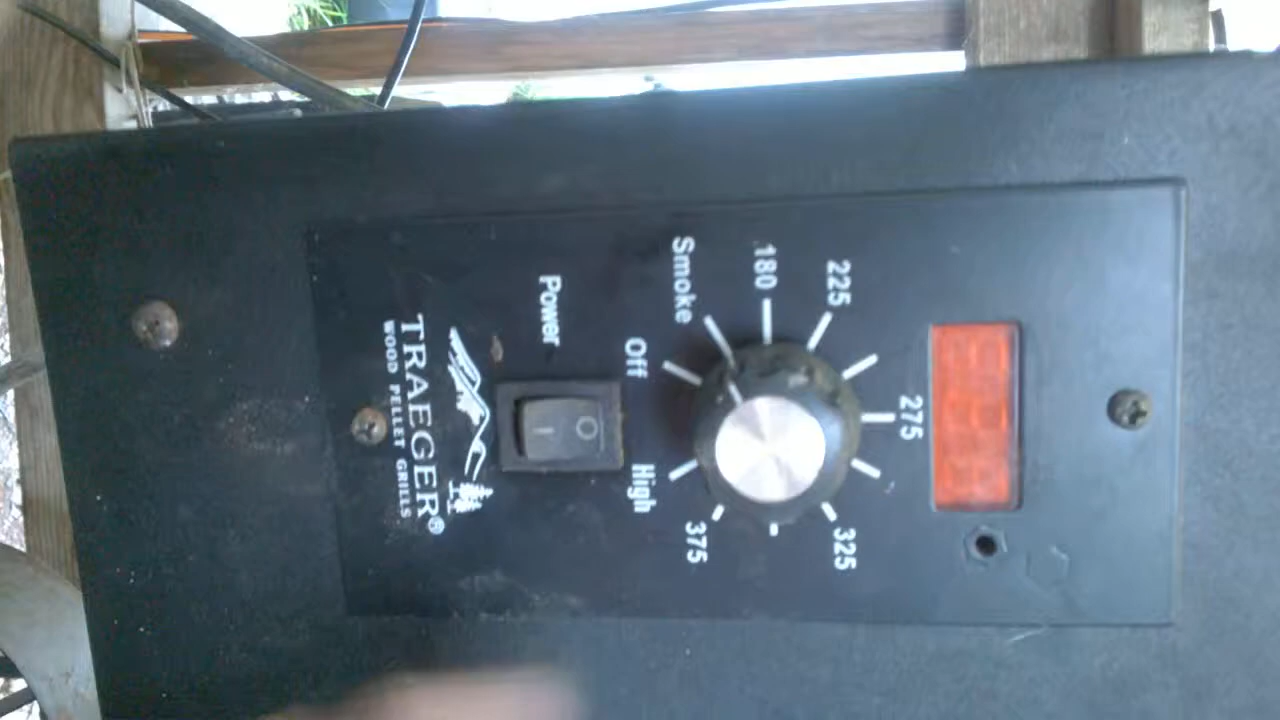 225
180
275
Smoke
325
Off
High
375
Power
I O
TRAEGER®
WOOD PELLET GRILLS